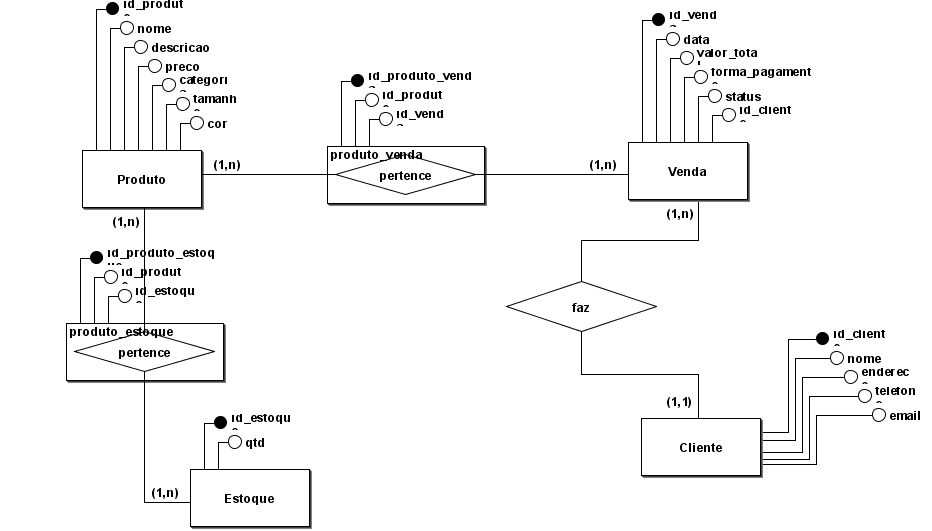 id_produt
nome
descricao
preco
categori
tamanh
cor
(1,n)
Produto
(1,n)
id_produto_vend
id_produt
id_vend
produto_venda
pertence
(1,n)
id_vend
data
valor_tota
forma_pagament
status
id_client
Venda
(1,n)
faz
(1,1)
id_client
nome
enderec
telefon
email
Cliente
id_produto_estoq
id_produt
id_estoqu
produto_estoque
pertence
(1,n)
id_estoqu
qtd
Estoque